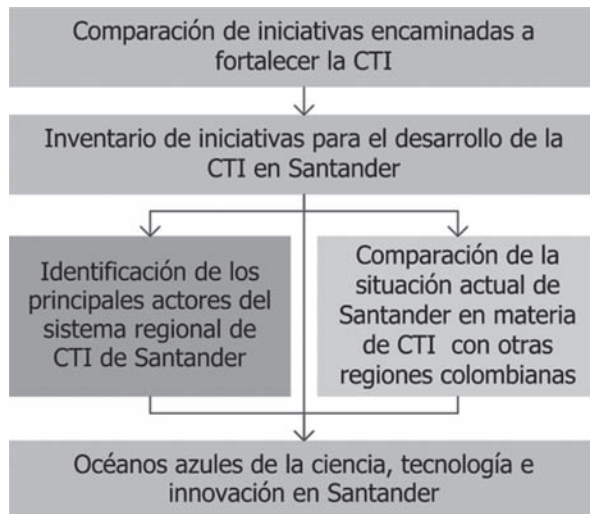 Comparación de iniciativas encaminadas a
fortalecer la CTI
Inventario de iniciativas para el desarrollo de la
CTI en Santander
Identificación de los
principales actores del
sistema regional de
CTI de Santander
Comparación de la
situación actual de
Santander en materia
de CTI con otras
regiones colombianas
Océanos azules de la ciencia, tecnología e
innovación en Santander